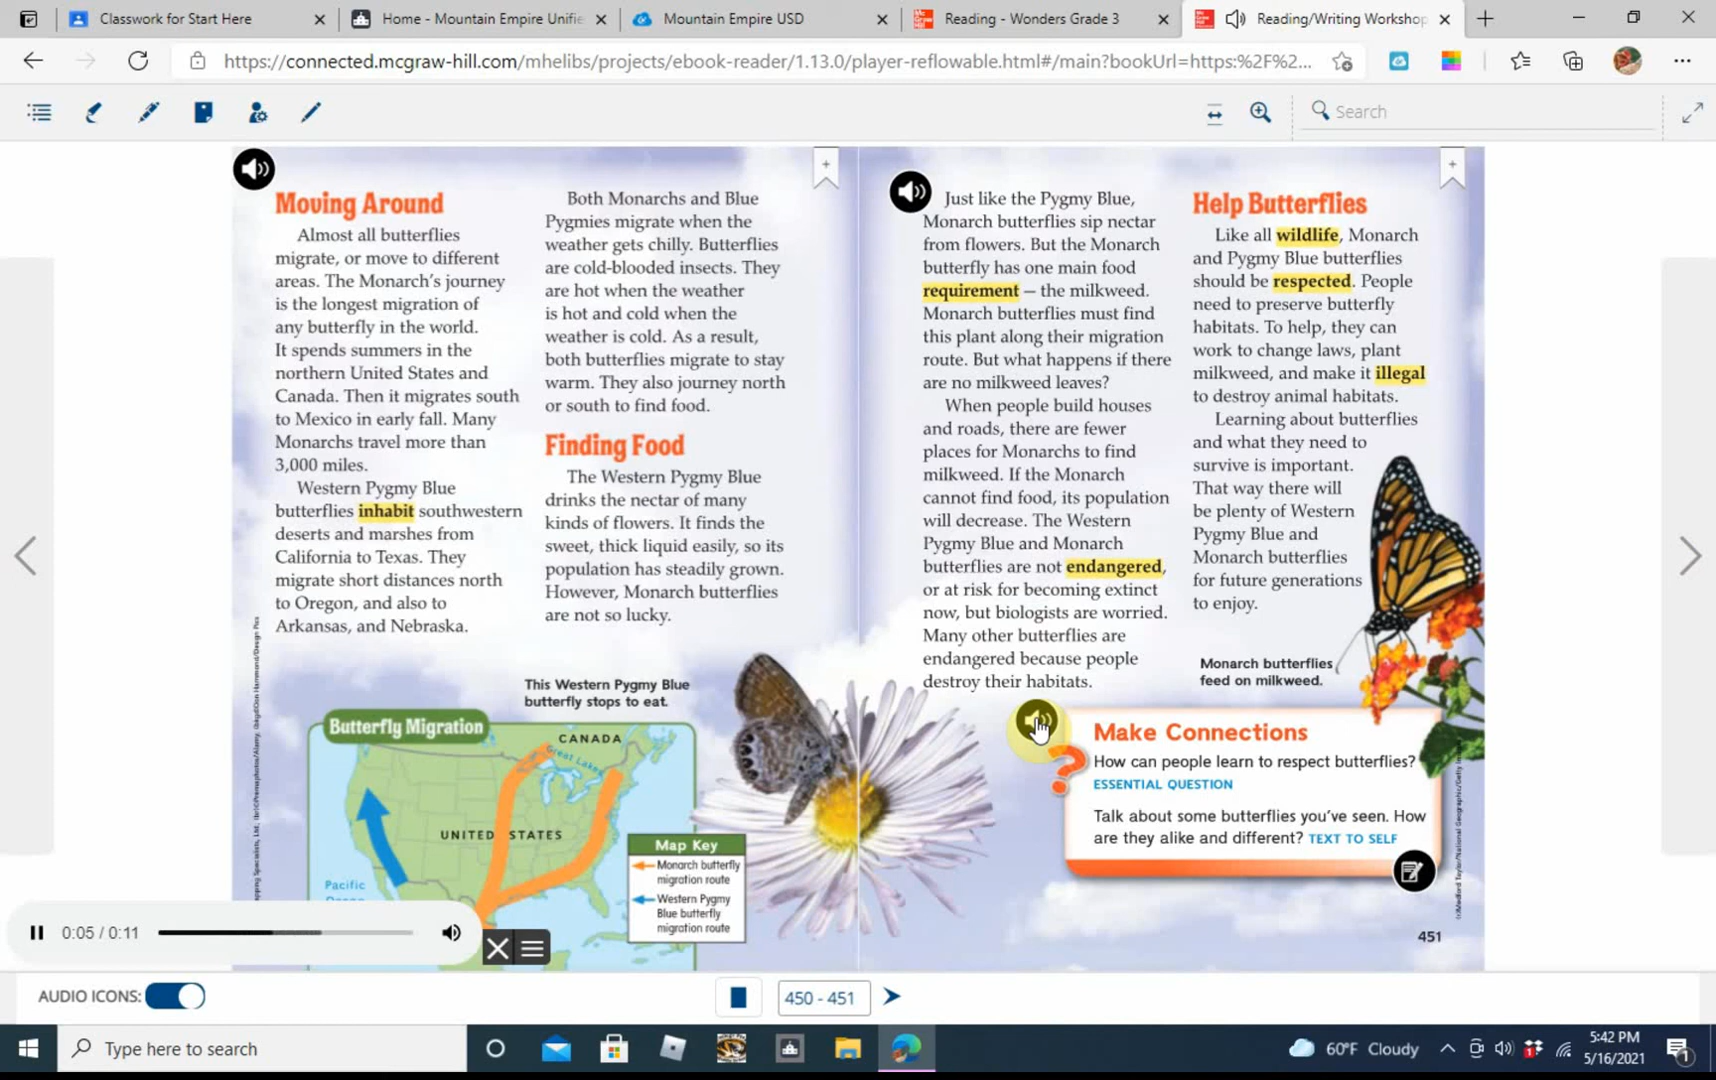 Classwork for Start Here
Home - Mountain Empire Unifie
Mountain Empire USD
Reading - Wonders Grade 3
Reading/Writing Workshop
https://connected.mcgraw-hill.com/mhelibs/projects/ebook-reader/1.13.0/player-reflowable.html#/main?bookUrl=https:%2F%2...
Search
Moving Around
Almost all butterflies
migrate, or move to different
areas. The Monarch's journey
is the longest migration of
any butterfly in the world.
It spends summers in the
northern United States and
Canada. Then it migrates south
to Mexico in early fall. Many
Monarchs travel more than
3,000 miles.
Western Pygmy Blue
butterflies inhabit southwestern
deserts and marshes from
California to Texas. They
migrate short distances north
to Oregon, and also to
Arkansas, and Nebraska.
Both Monarchs and Blue
Pygmies migrate when the
weather gets chilly. Butterflies
are cold-blooded insects. They
are hot when the weather
is hot and cold when the
weather is cold. As a result,
both butterflies migrate to stay
warm. They also journey north
or south to find food.
Finding Food
The Western Pygmy Blue
drinks the nectar of many
kinds of flowers. It finds the
sweet, thick liquid easily, so its
population has steadily grown.
However, Monarch butterflies
are not so lucky.
This Western Pygmy Blue
butterfly stops to eat.
Butterfly Migration
CANADA
Great Lakes
UNITED STATES
Pacific
Map Key
Monarch butterfly
migration route
Western Pygmy
Blue butterfly
migration route
Just like the Pygmy Blue,
Monarch butterflies sip nectar
from flowers. But the Monarch
butterfly has one main food
requirement – the milkweed.
Monarch butterflies must find
this plant along their migration
route. But what happens if there
are no milkweed leaves?
When people build houses
and roads, there are fewer
places for Monarchs to find
milkweed. If the Monarch
cannot find food, its population
will decrease. The Western
Pygmy Blue and Monarch
butterflies are not endangered,
or at risk for becoming extinct
now, but biologists are worried.
Many other butterflies are
endangered because people
destroy their habitats.
Help Butterflies
Like all wildlife, Monarch
and Pygmy Blue butterflies
should be respected. People
need to preserve butterfly
habitats. To help, they can
work to change laws, plant
milkweed, and make it illegal
to destroy animal habitats.
Learning about butterflies
and what they need to
survive is important.
That way there will
be plenty of Western
Pygmy Blue and
Monarch butterflies
for future generations
to enjoy.
Monarch butterflies
feed on milkweed.
Make Connections
How can people learn to respect butterflies?
ESSENTIAL QUESTION
Talk about some butterflies you've seen. How
are they alike and different? TEXT TO SELF
451
0:05 / 0:11
AUDIO ICONS:
450 - 451
Type here to search
60°F Cloudy
5:42 PM
5/16/2021
1